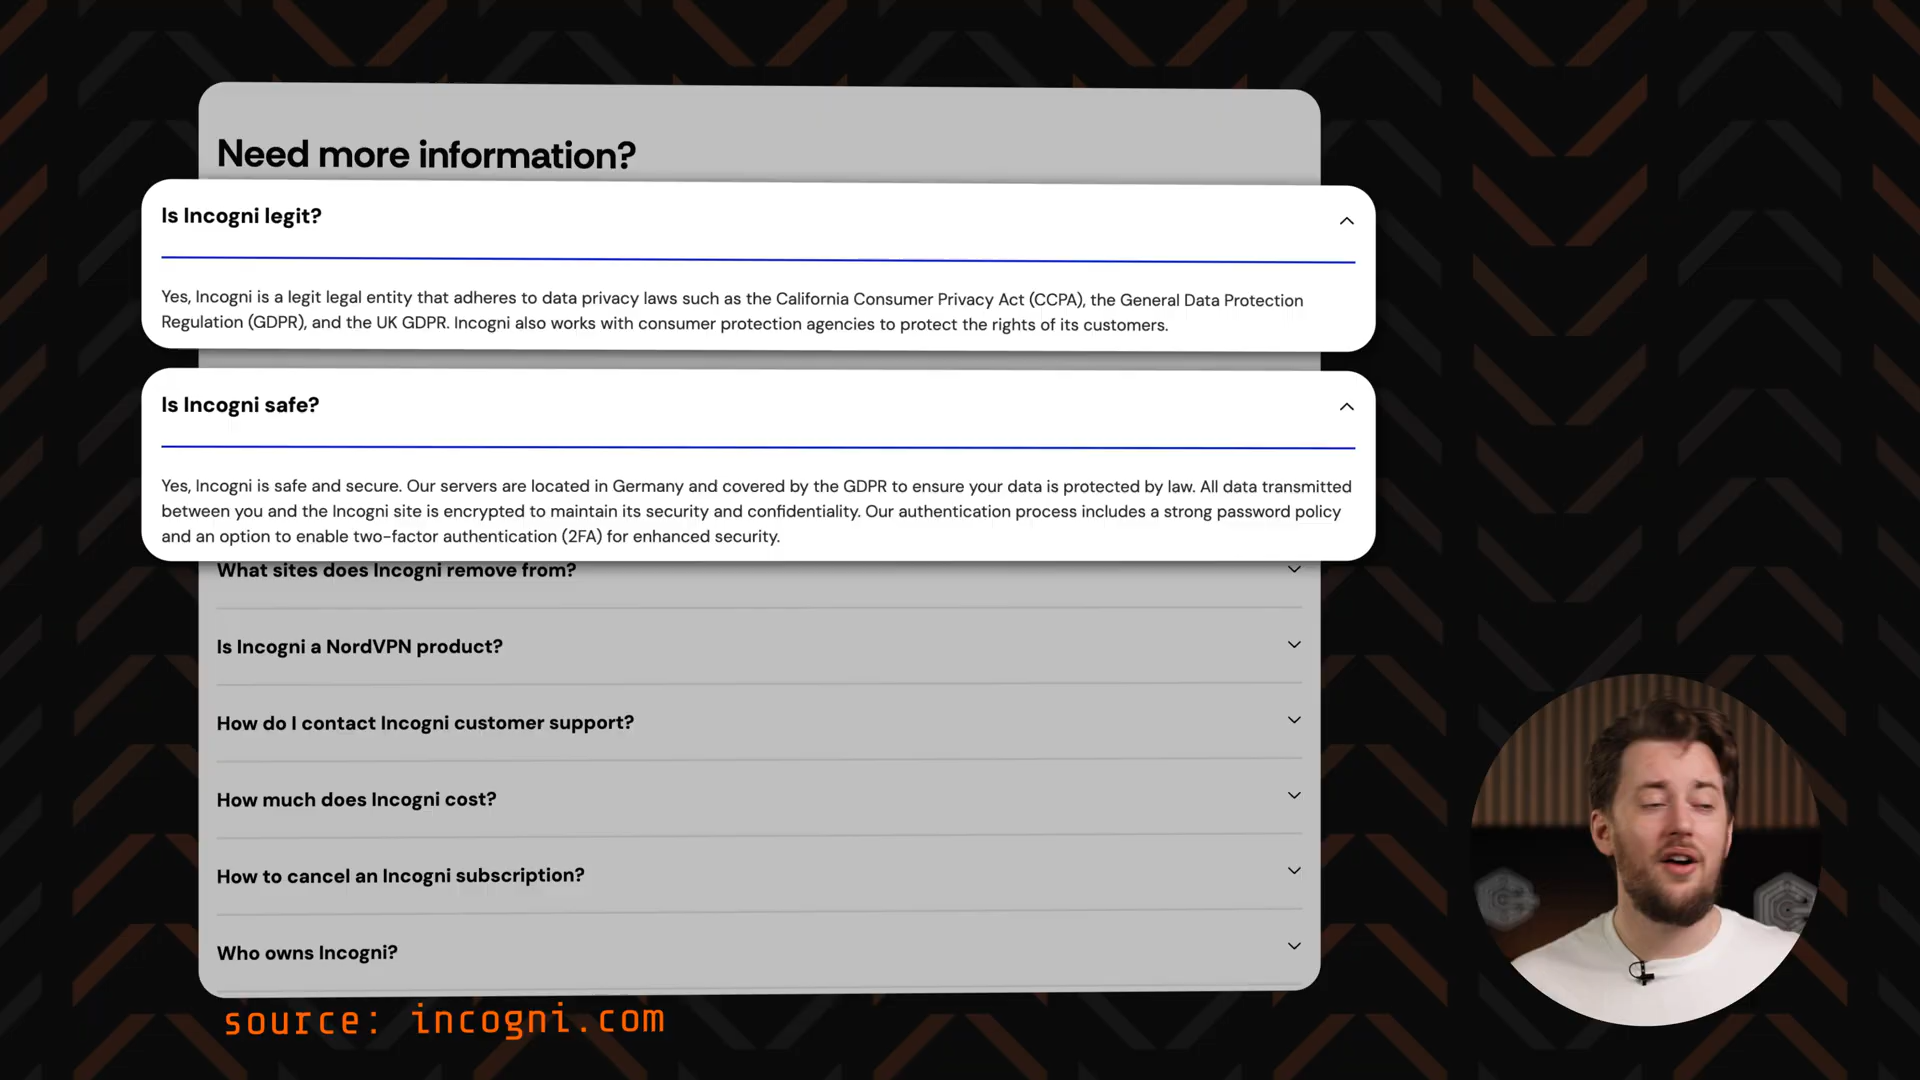 Need more information?
Is Incogni legit?
Yes, Incogni is a legit legal entity that adheres to data privacy laws such as the California Consumer Privacy Act (CCPA), the General Data Protection
Regulation (GDPR), and the UK GDPR. Incogni also works with consumer protection agencies to protect the rights of its customers.
Is Incogni safe?
Yes, Incogni is safe and secure. Our servers are located in Germany and covered by the GDPR to ensure your data is protected by law. All data transmitted
between you and the Incogni site is encrypted to maintain its security and confidentiality. Our authentication process includes a strong password policy
and an option to enable two-factor authentication (2FA) for enhanced security.
What sites does Incogni remove from?
Is Incogni a NordVPN product?
How do I contact Incogni customer support?
How much does Incogni cost?
How to cancel an Incogni subscription?
Who owns Incogni?
source: incogni.com